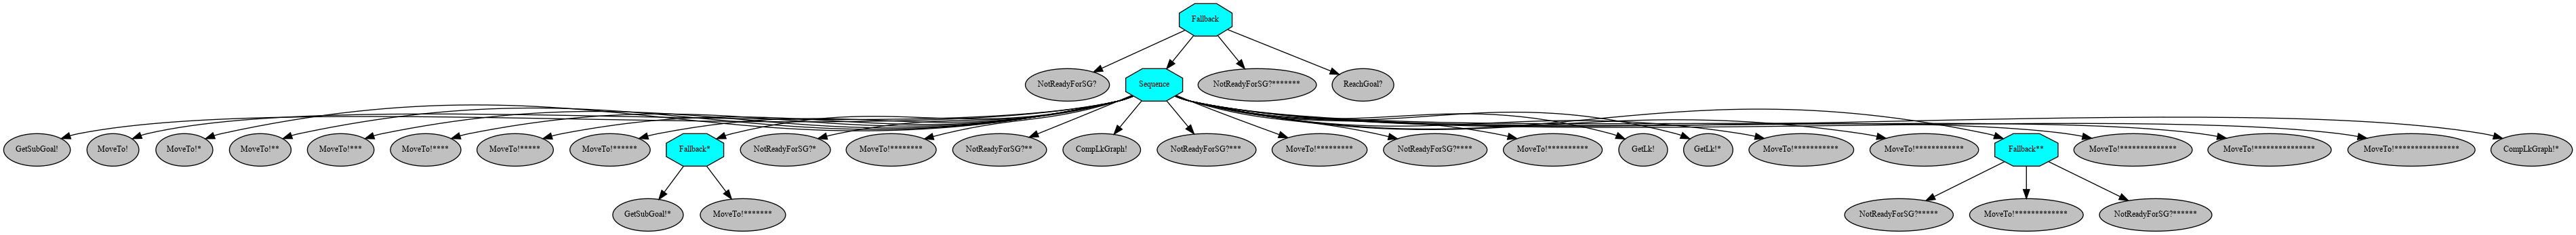 Fallback
NotReadyForSG?
Sequence
NotReadyForSG?*******
ReachGoal?
GetSubGoal!
MoveTo!
MoveTo!*
MoveTo!**
MoveTo!***
MoveTo!****
MoveTo!*****
MoveTo!******
Fallback*
NotReadyForSG?*
MoveTo!********
NotReadyForSG?**
CompLkGraph!
NotReadyForSG?***
MoveTo!*********
NotReadyForSG?****
MoveTo!**********
GetLk!
GetLk!*
MoveTo!***********
MoveTo!************
Fallback**
MoveTo!**************
MoveTo!***************
MoveTo!****************
CompLkGraph!*
GetSubGoal!*
MoveTo!*******
NotReadyForSG?*****
MoveTo!*************
NotReadyForSG?******